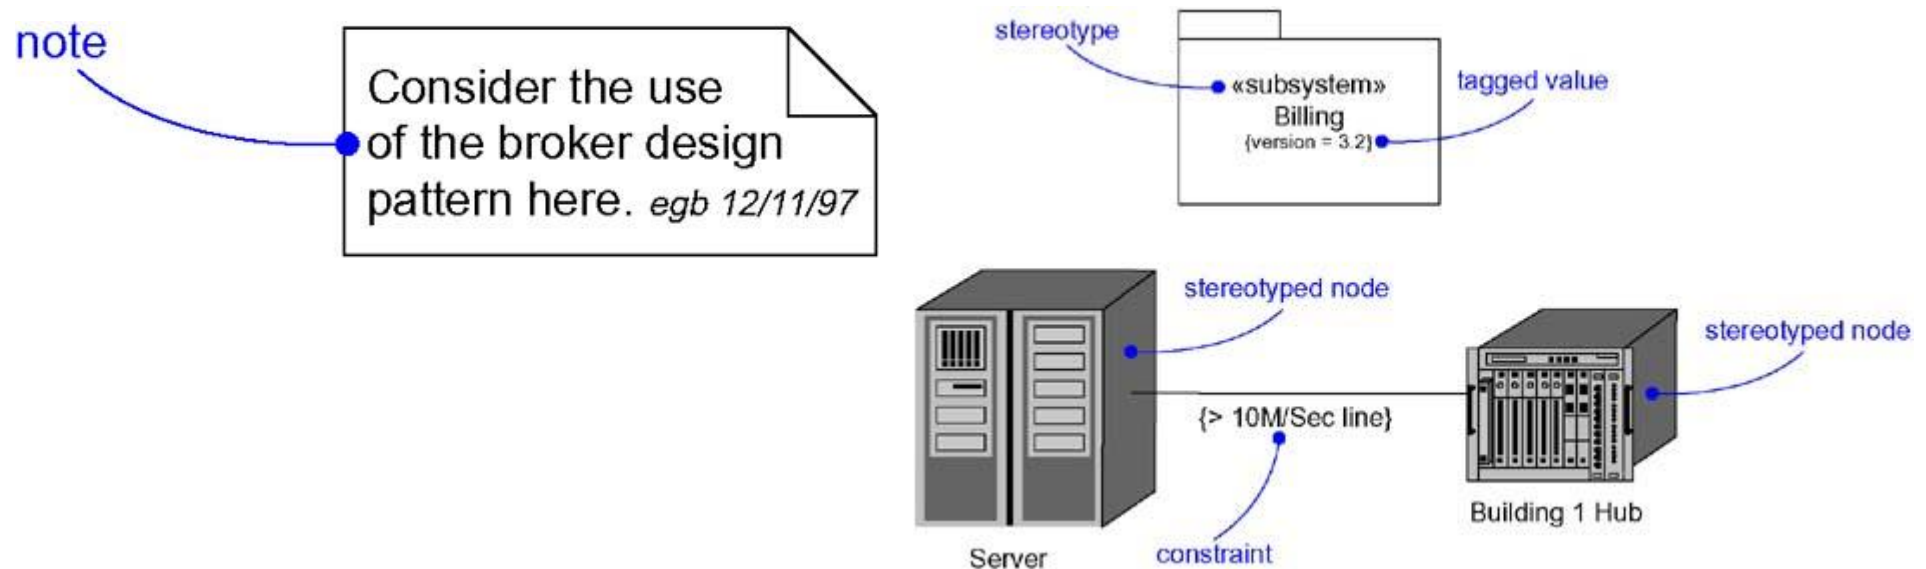 note
Consider the use
of the broker design
pattern here. egb 12/11/97
stereotype
«subsystem»
Billing
{version = 3.2}
tagged value
stereotyped node
stereotyped node
{> 10M/Sec line}
Building 1 Hub
Server
constraint